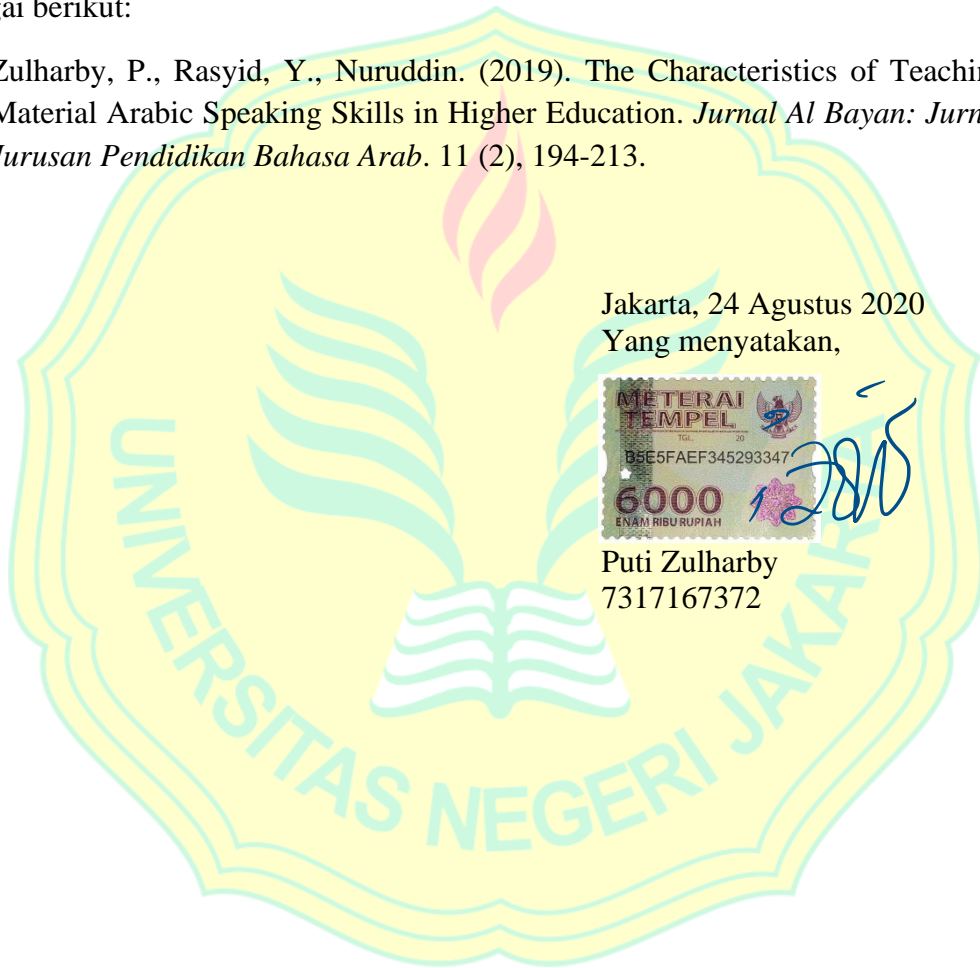 gai berikut:
Zulharby, P., Rasyid, Y., Nuruddin. (2019). The Characteristics of Teachin
Material Arabic Speaking Skills in Higher Education. Jurnal Al Bayan: Jurn
Jurusan Pendidikan Bahasa Arab. 11 (2), 194-213.
Jakarta, 24 Agustus 2020
Yang menyatakan,
METERAI
TEMPEL
TGL. 20
B5E5FAEF345293347
6000
ENAM RIBU RUPIAH
Puti Zulharby
7317167372
UNIVERSITAS NEGERI JAKARTA